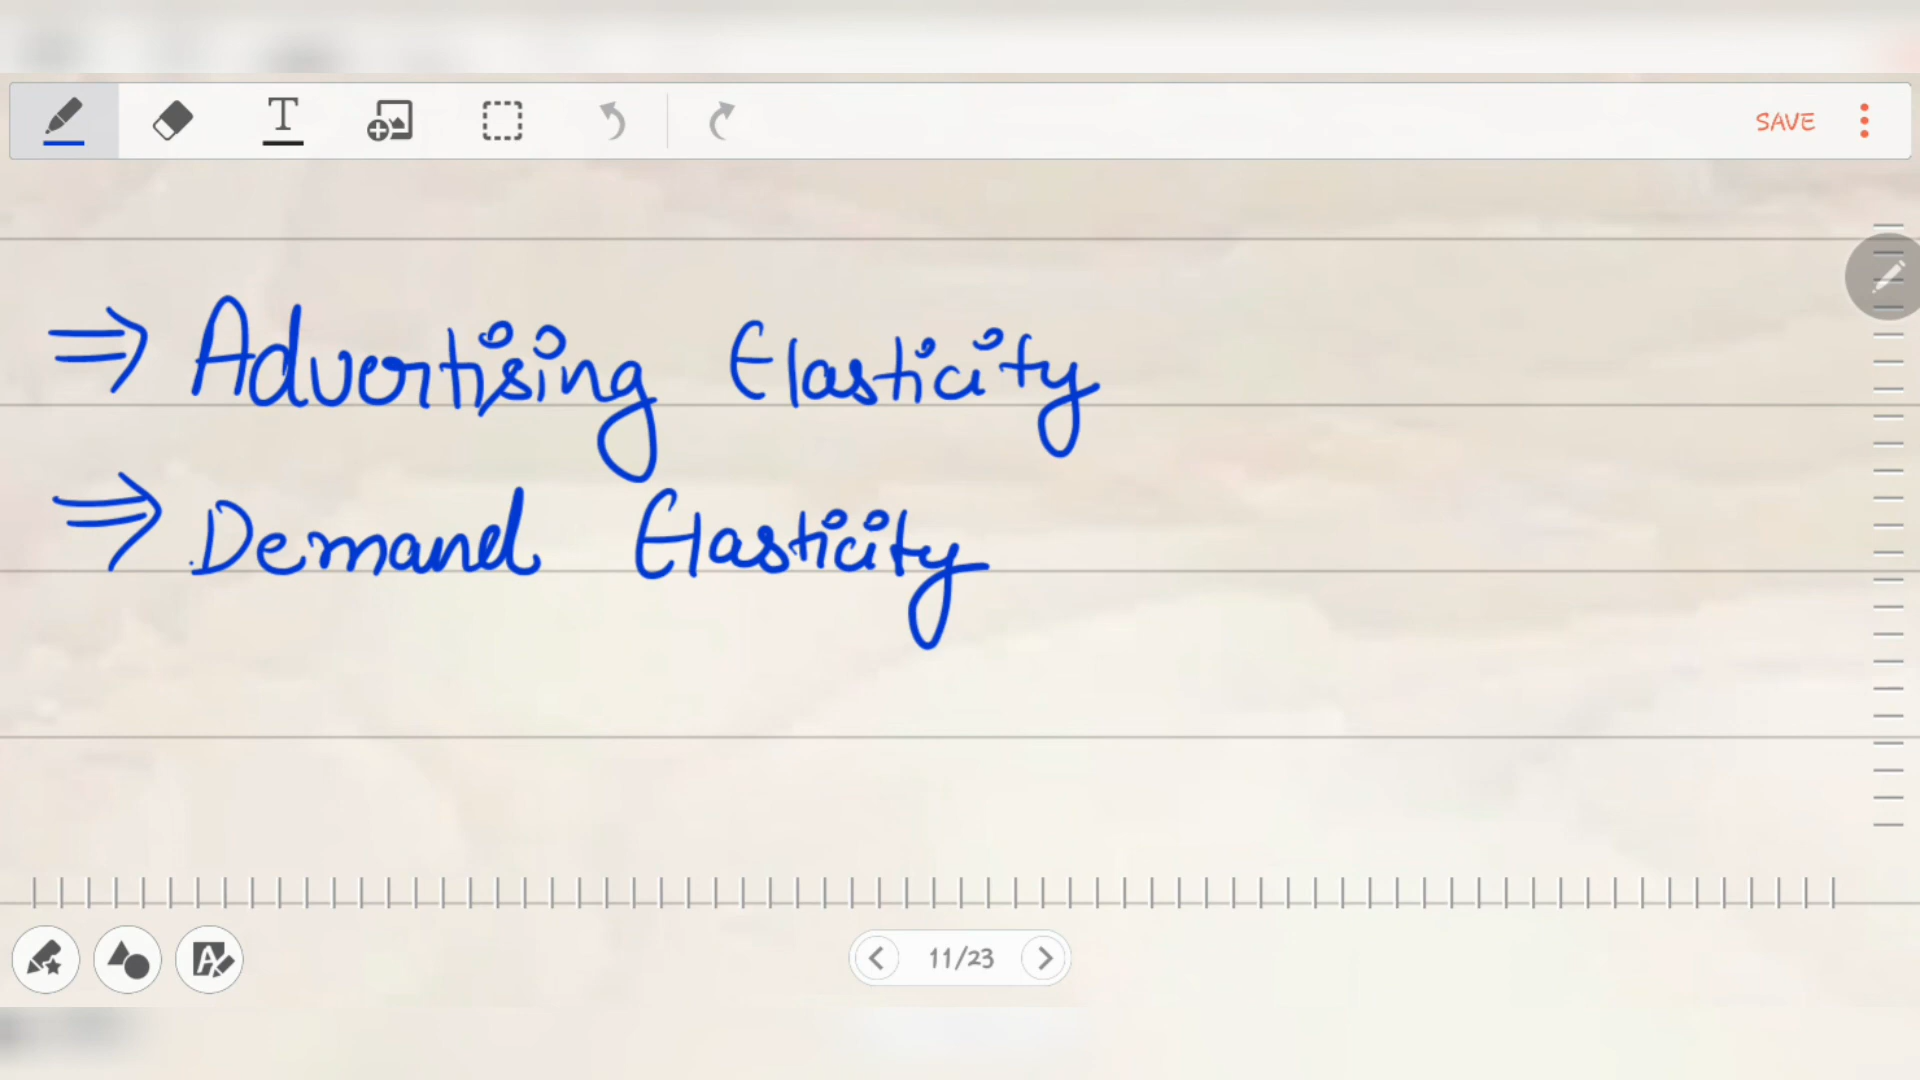 T
SAVE
⇒ Advertising Elasticity
⇒ Demand Elasticity
11/23
A